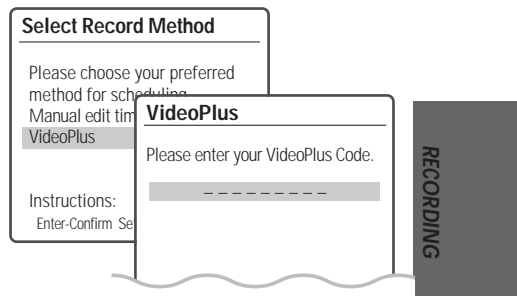 Select Record Method
Please choose your preferred
method for scheduling
Manual edit tim
VideoPlus
Instructions:
Enter-Confirm Se
VideoPlus
Please enter your VideoPlus Code.
_ _ _ _ _ _ _ _ _
RECORDING